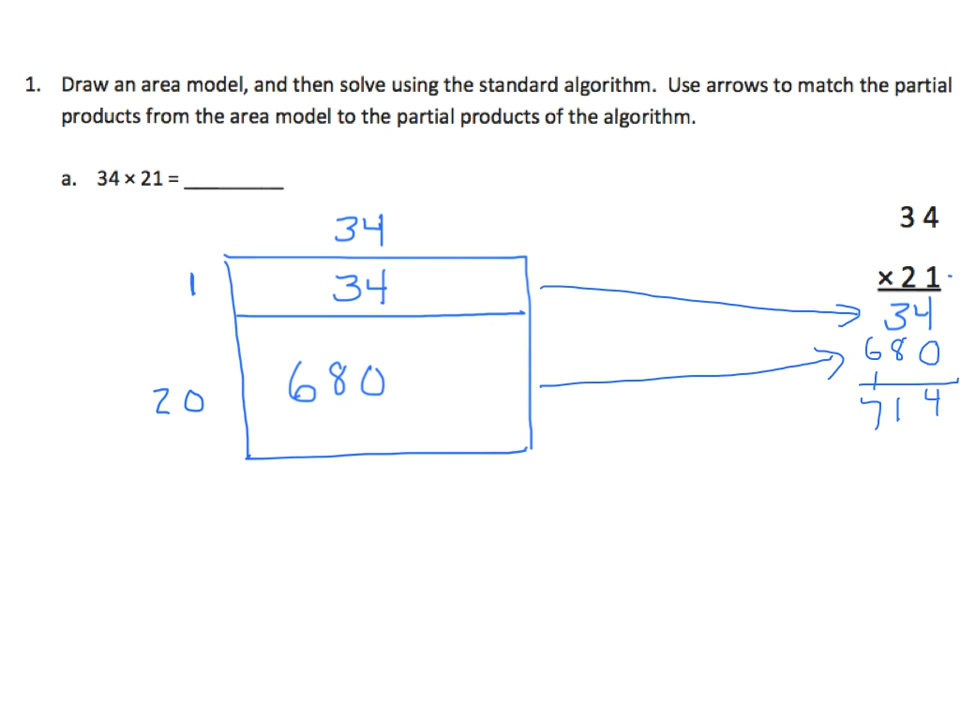 1. Draw an area model, and then solve using the standard algorithm. Use arrows to match the partial
products from the area model to the partial products of the algorithm.
a. 34 × 21 = _________
34
1 34
20 680
3 4
× 2 1
34
680
714